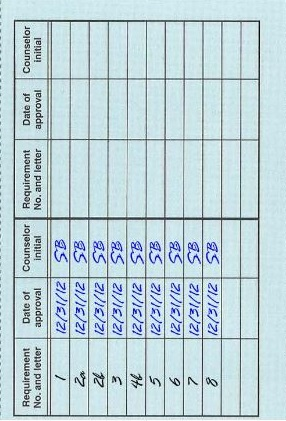 Requirement No. and letter Date of approval Counselor initial Requirement No. and letter Date of approval Counselor initial
1 12/31/12 SB
2a 12/31/12 SB
2b 12/31/12 SB
3 12/31/12 SB
4b 12/31/12 SB
5 12/31/12 SB
6 12/31/12 SB
7 12/31/12 SB
8 12/31/12 SB